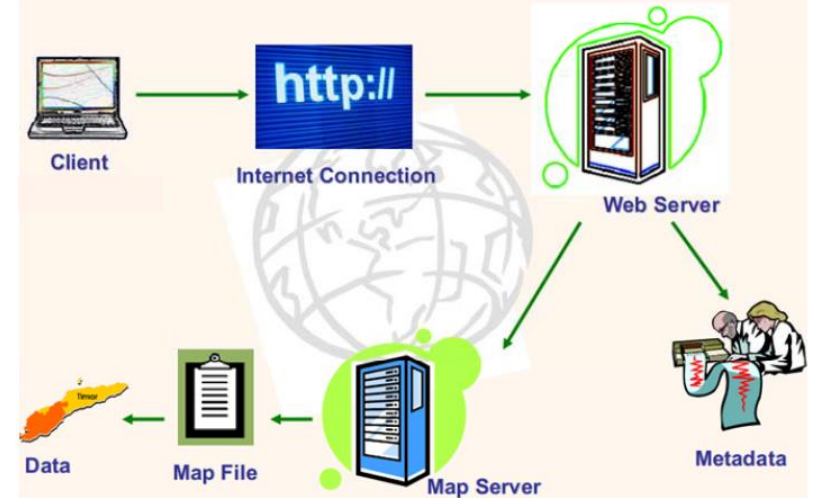 http://
Client
Internet Connection
Web Server
Timor
Data
Map File
Map Server
Metadata